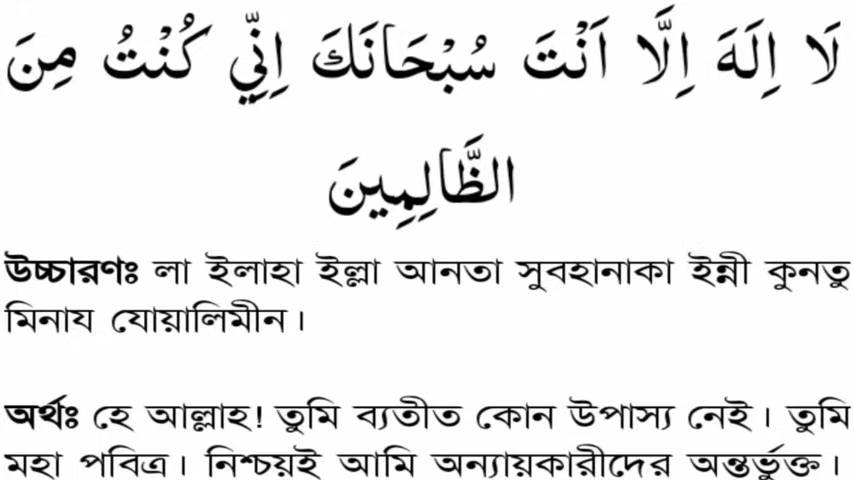 لَا اِلَهَ اِلَّا اَنْتَ سُبْحَانَكَ اِنِّي كُنْتُ مِنَ
الظَّالِمِينَ
উচ্চারণঃ লা ইলাহা ইল্লা আনতা সুবহানাকা ইন্নী কুনতু
মিনায যোয়ালিমীন।
অর্থঃ হে আল্লাহ! তুমি ব্যতীত কোন উপাস্য নেই। তুমি
মহা পবিত্র। নিশ্চয়ই আমি অন্যায়কারীদের অন্তর্ভুক্ত।